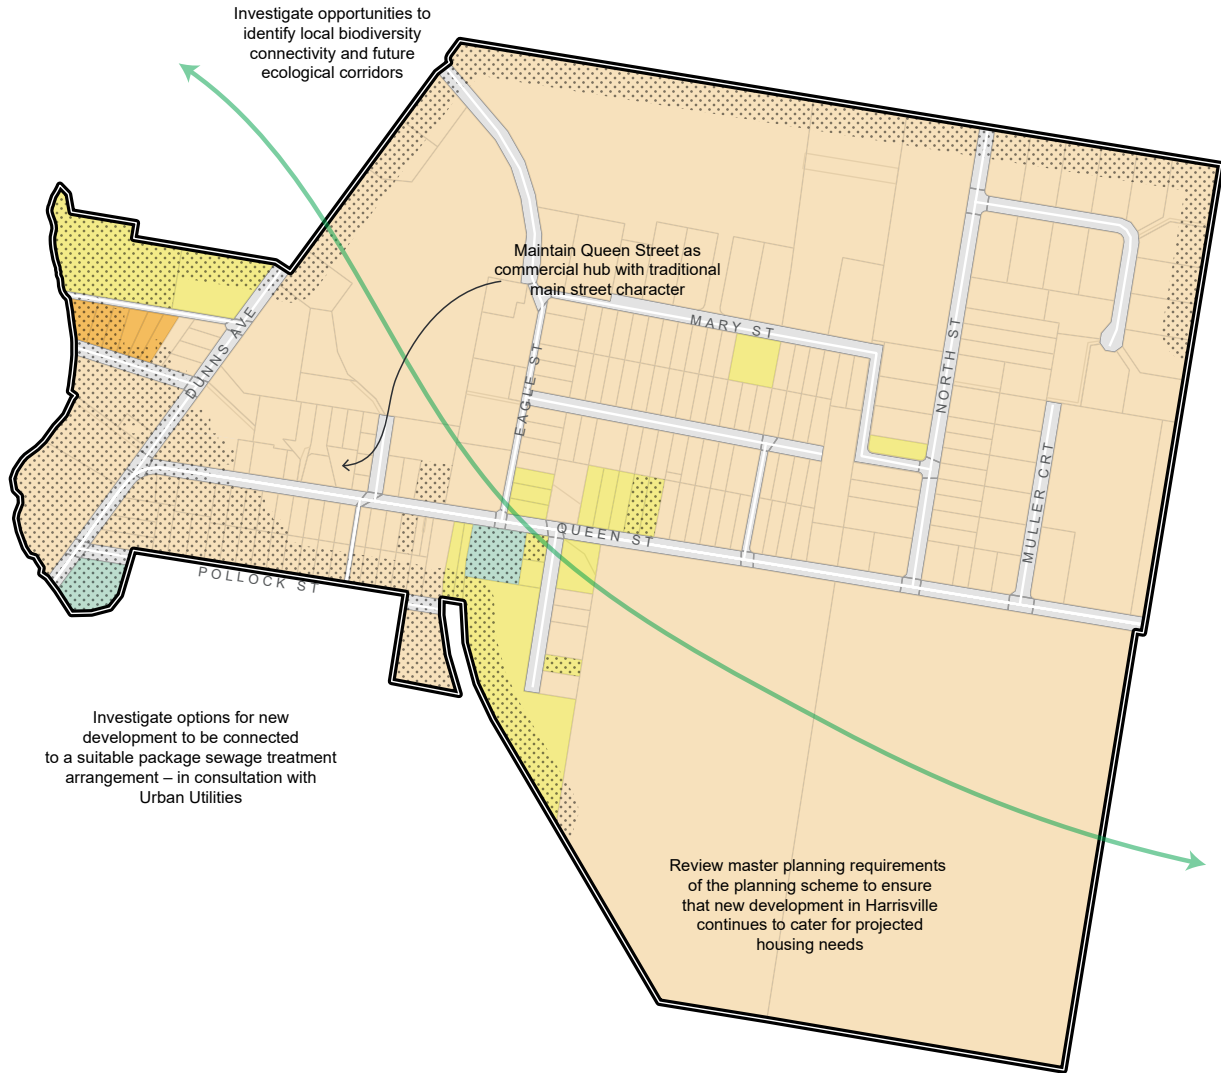 Investigate opportunities to
identify local biodiversity
connectivity and future
ecological corridors
Maintain Queen Street as
commercial hub with traditional
main street character
MARY ST
DUNNS AVE
EAGLE ST
NORTH ST
MULLER CRT
QUEEN ST
POLLOCK ST
Investigate options for new
development to be connected
to a suitable package sewage treatment
arrangement – in consultation with
Urban Utilities
Review master planning requirements
of the planning scheme to ensure
that new development in Harrisville
continues to cater for projected
housing needs